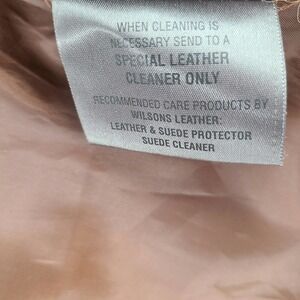 WHEN CLEANING IS
NECESSARY SEND TO A
SPECIAL LEATHER
CLEANER ONLY
RECOMMENDED CARE PRODUCTS BY
WILSONS LEATHER:
LEATHER & SUEDE PROTECTOR
SUEDE CLEANER